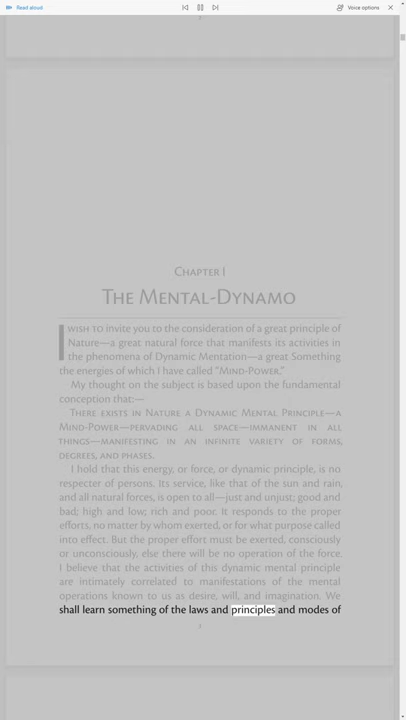 Read aloud
Voice options
Chapter I
The Mental-Dynamo
I wish to invite you to the consideration of a great principle of
Nature—a great natural force that manifests its activities in
the phenomena of Dynamic Mentation—a great Something
the energies of which I have called “Mind-Power.”
My thought on the subject is based upon the fundamental
conception that:—
There exists in Nature a Dynamic Mental Principle—a
Mind-Power—pervading all space—immanent in all
things—manifesting in an infinite variety of forms,
degrees, and phases.
I hold that this energy, or force, or dynamic principle, is no
respecter of persons. Its service, like that of the sun and rain,
and all natural forces, is open to all—just and unjust; good and
bad; high and low; rich and poor. It responds to the proper
efforts, no matter by whom exerted, or for what purpose called
into effect. But the proper effort must be exerted, consciously
or unconsciously, else there will be no operation of the force.
I believe that the activities of this dynamic mental principle
are intimately correlated to manifestations of the mental
operations known to us as desire, will, and imagination. We
shall learn something of the laws and principles and modes of